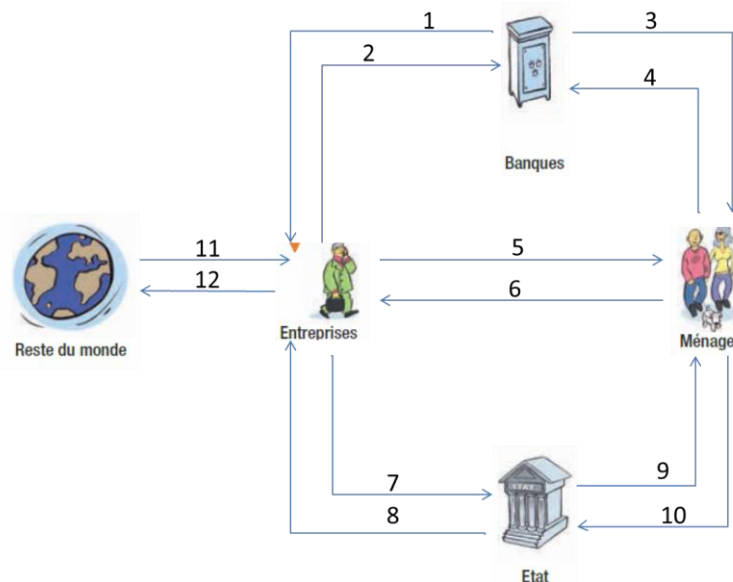 1
3
2
4
Banques
11
5
12
6
Entreprises
Reste du monde
Ménage
7
9
ETAT
8
10
Etat